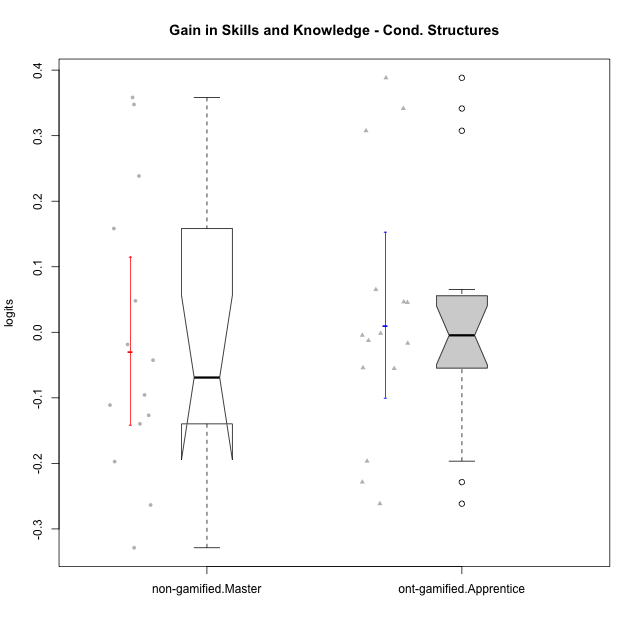 Gain in Skills and Knowledge - Cond. Structures
logits
0.4
0.3
0.2
0.1
0.0
-0.1
-0.2
-0.3
non-gamified.Master
ont-gamified.Apprentice